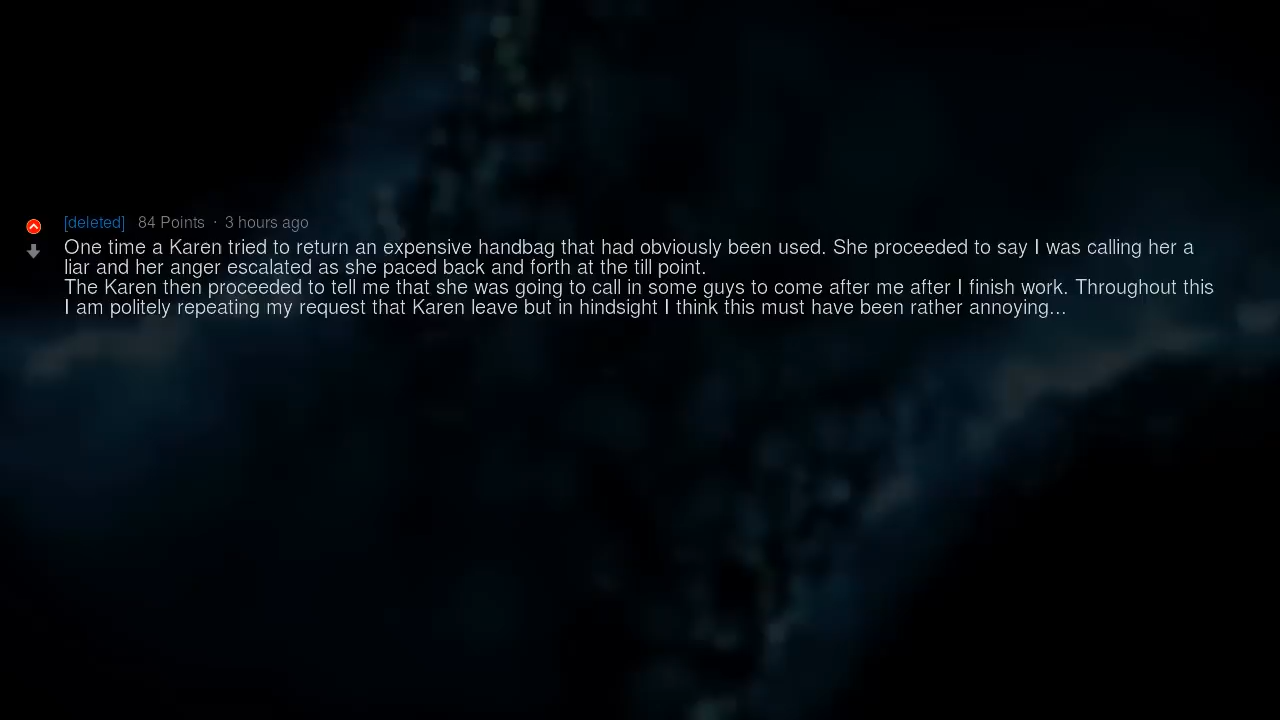 [deleted] 84 Points · 3 hours ago
One time a Karen tried to return an expensive handbag that had obviously been used. She proceeded to say I was calling her a
liar and her anger escalated as she paced back and forth at the till point.
The Karen then proceeded to tell me that she was going to call in some guys to come after me after I finish work. Throughout this
I am politely repeating my request that Karen leave but in hindsight I think this must have been rather annoying...